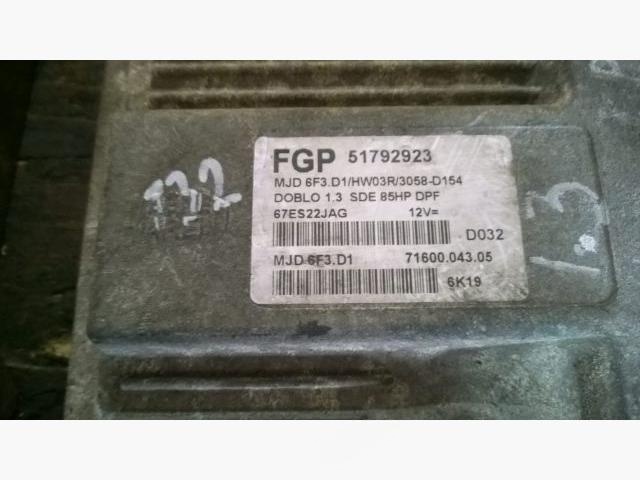 FGP 51792923
MJD 6F3.D1/HW03R/3058-D154
DOBLO 1.3 SDE 85HP DPF
67ES22JAG 12V=
D032
MJD 6F3.D1 71600.043.05
6K19
132
1.3